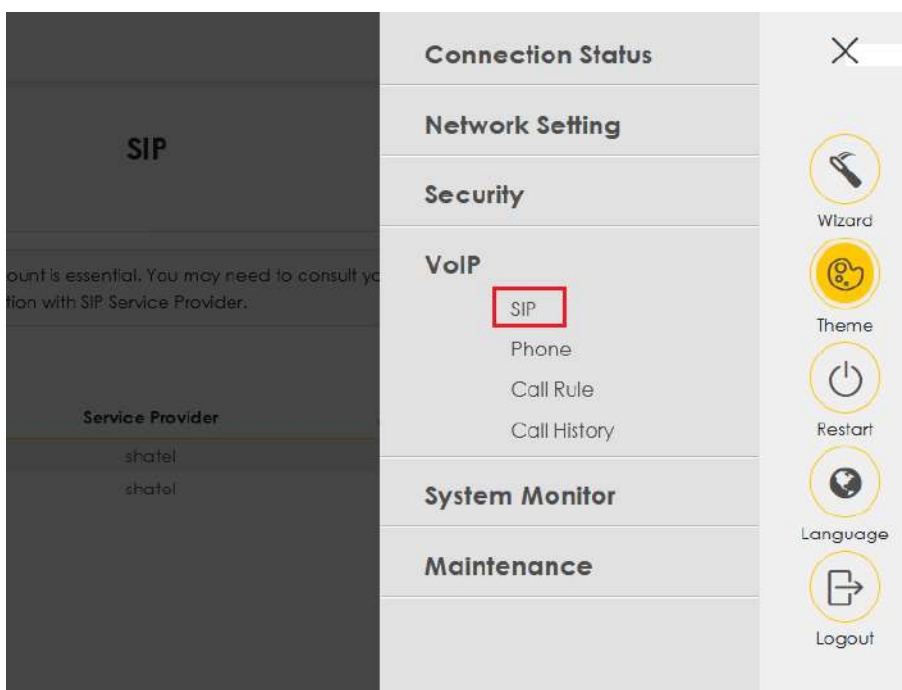 SIP
ount is essential. You may need to consult yo
tion with SIP Service Provider.
Service Provider
shatel
shatel
Connection Status
Network Setting
Security
VoIP
SIP
Phone
Call Rule
Call History
System Monitor
Maintenance
Wizard
Theme
Restart
Language
Logout